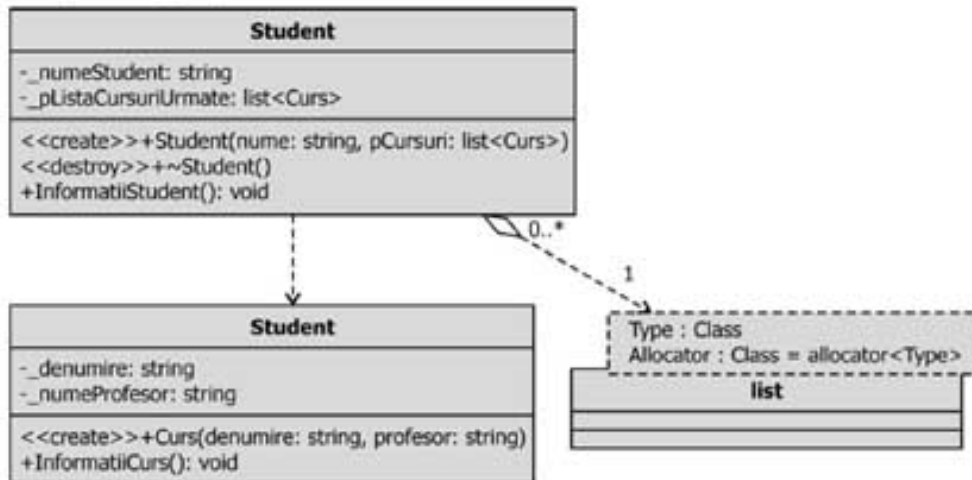 Student
-_numeStudent: string
-_pListaCursuriUrmate: list<Curs>
<<create>>+Student(nume: string, pCursuri: list<Curs>)
<<destroy>>+~Student()
+InformatiiStudent(): void
0..*
1
Student
-_denumire: string
-_numeProfesor: string
<<create>>+Curs(denumire: string, profesor: string)
+InformatiiCurs(): void
Type : Class
Allocator : Class = allocator<Type>
list